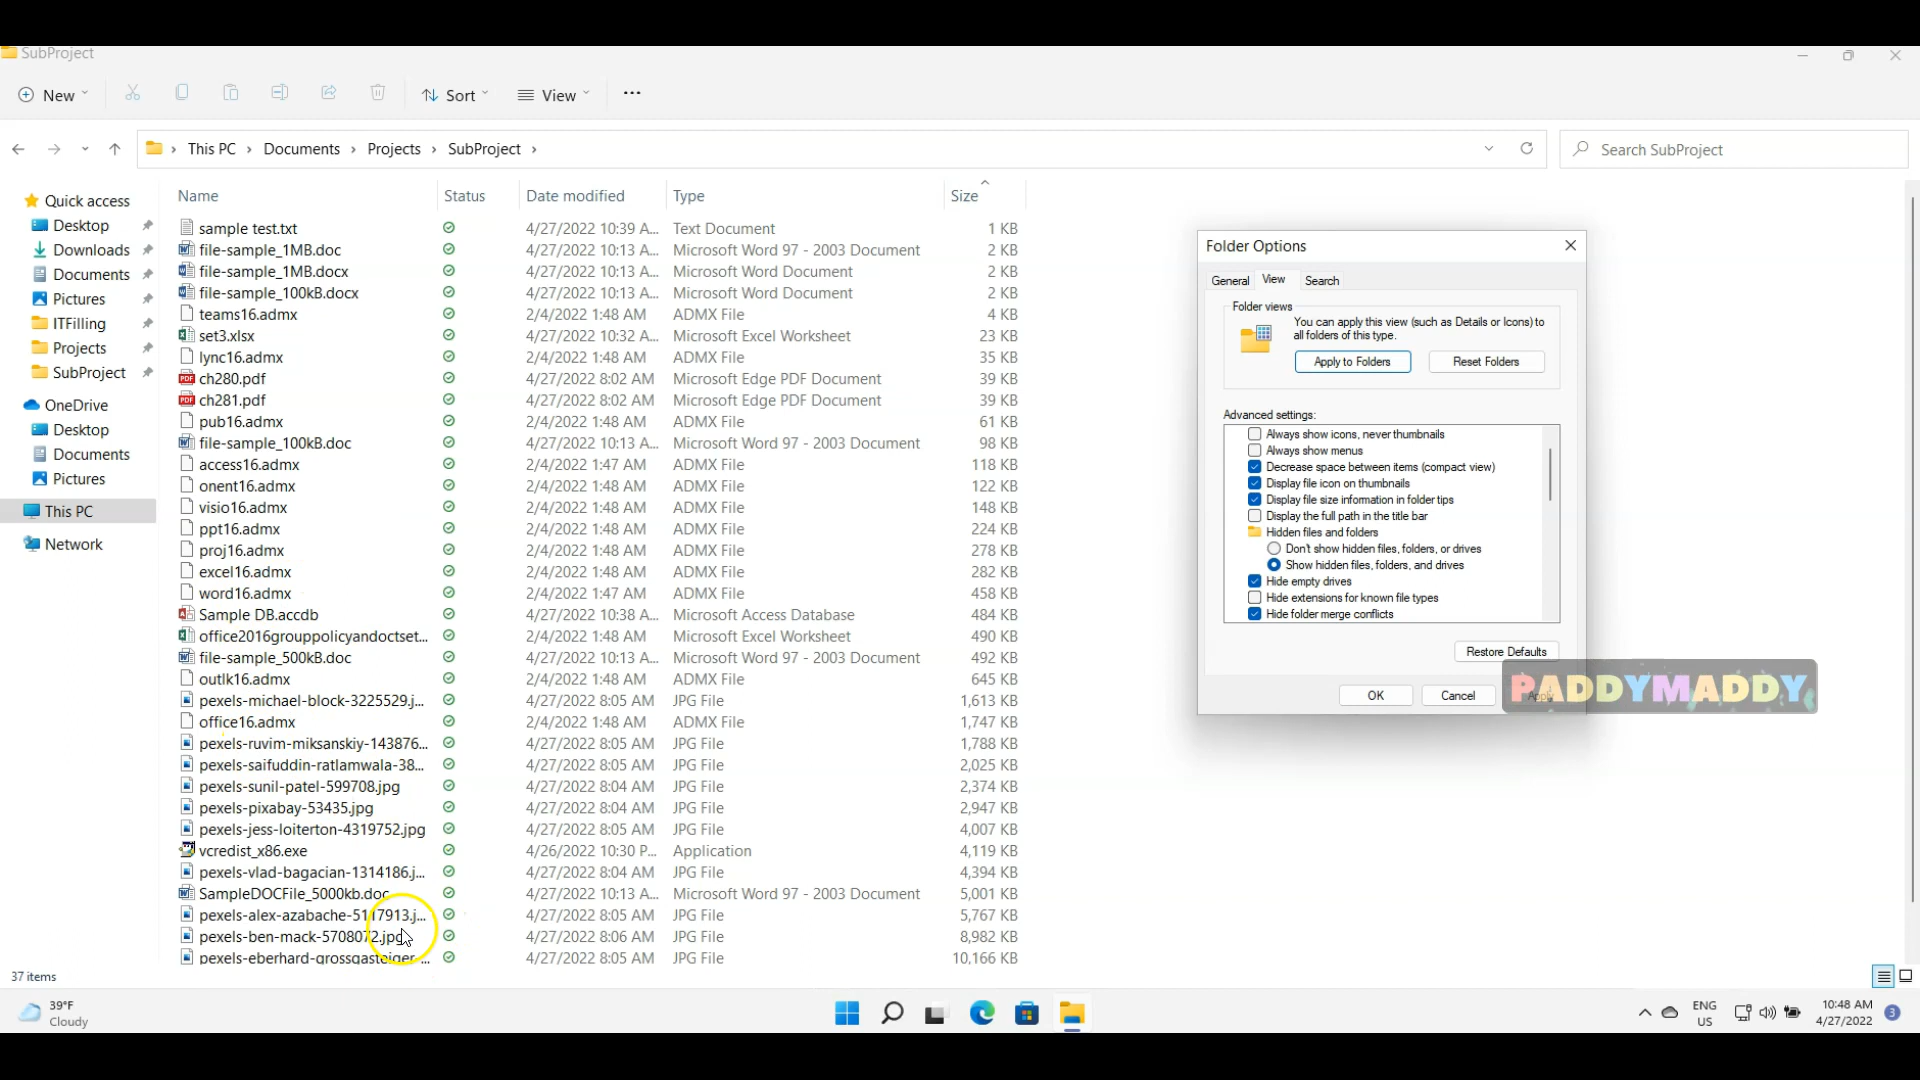 SubProject
New
Sort
View
This PC
Documents
Projects
SubProject
Search SubProject
Quick access
Desktop
Downloads
Documents
Pictures
ITFilling
Projects
SubProject
OneDrive
Desktop
Documents
Pictures
This PC
Network
Name Status Date modified Type Size
sample test.txt 4/27/2022 10:39 A... Text Document 1 KB
file-sample_1MB.doc 4/27/2022 10:13 A... Microsoft Word 97 - 2003 Document 2 KB
file-sample_1MB.docx 4/27/2022 10:13 A... Microsoft Word Document 2 KB
file-sample_100kB.docx 4/27/2022 10:13 A... Microsoft Word Document 2 KB
teams16.admx 2/4/2022 1:48 AM ADMX File 4 KB
set3.xlsx 4/27/2022 10:32 A... Microsoft Excel Worksheet 23 KB
lync16.admx 2/4/2022 1:48 AM ADMX File 35 KB
ch280.pdf 4/27/2022 8:02 AM Microsoft Edge PDF Document 39 KB
ch281.pdf 4/27/2022 8:02 AM Microsoft Edge PDF Document 39 KB
pub16.admx 2/4/2022 1:48 AM ADMX File 61 KB
file-sample_100kB.doc 4/27/2022 10:13 A... Microsoft Word 97 - 2003 Document 98 KB
access16.admx 2/4/2022 1:47 AM ADMX File 118 KB
onent16.admx 2/4/2022 1:48 AM ADMX File 122 KB
visio16.admx 2/4/2022 1:48 AM ADMX File 148 KB
ppt16.admx 2/4/2022 1:48 AM ADMX File 224 KB
proj16.admx 2/4/2022 1:48 AM ADMX File 278 KB
excel16.admx 2/4/2022 1:48 AM ADMX File 282 KB
word16.admx 2/4/2022 1:47 AM ADMX File 458 KB
Sample DB.accdb 4/27/2022 10:38 A... Microsoft Access Database 484 KB
office2016grouppolicyandoctset... 2/4/2022 1:48 AM Microsoft Excel Worksheet 490 KB
file-sample_500kB.doc 4/27/2022 10:13 A... Microsoft Word 97 - 2003 Document 492 KB
outlk16.admx 2/4/2022 1:48 AM ADMX File 645 KB
pexels-michael-block-3225529.j... 4/27/2022 8:05 AM JPG File 1,613 KB
office16.admx 2/4/2022 1:48 AM ADMX File 1,747 KB
pexels-ruvim-miksanskiy-143876... 4/27/2022 8:05 AM JPG File 1,788 KB
pexels-saifuddin-ratlamwala-38... 4/27/2022 8:05 AM JPG File 2,025 KB
pexels-sunil-patel-599708.jpg 4/27/2022 8:04 AM JPG File 2,374 KB
pexels-pixabay-53435.jpg 4/27/2022 8:04 AM JPG File 2,947 KB
pexels-jess-loiterton-4319752.jpg 4/27/2022 8:05 AM JPG File 4,007 KB
vcredist_x86.exe 4/26/2022 10:30 P... Application 4,119 KB
pexels-vlad-bagacian-1314186.j... 4/27/2022 8:04 AM JPG File 4,394 KB
SampleDOCFile_5000kb.doc 4/27/2022 10:13 A... Microsoft Word 97 - 2003 Document 5,001 KB
pexels-alex-azabache-5117913.j... 4/27/2022 8:05 AM JPG File 5,767 KB
pexels-ben-mack-5708072.jpg 4/27/2022 8:06 AM JPG File 8,982 KB
pexels-eberhard-grossgasteiger-... 4/27/2022 8:05 AM JPG File 10,166 KB
Folder Options
General View Search
Folder views
You can apply this view (such as Details or Icons) to
all folders of this type.
Apply to Folders Reset Folders
Advanced settings:
Always show icons, never thumbnails
Always show menus
Decrease space between items (compact view)
Display file icon on thumbnails
Display file size information in folder tips
Display the full path in the title bar
Hidden files and folders
Don't show hidden files, folders, or drives
Show hidden files, folders, and drives
Hide empty drives
Hide extensions for known file types
Hide folder merge conflicts
Restore Defaults
OK Cancel Apply
PADDYMADDY
37 items
39°F
Cloudy
ENG
US
10:48 AM
4/27/2022
3